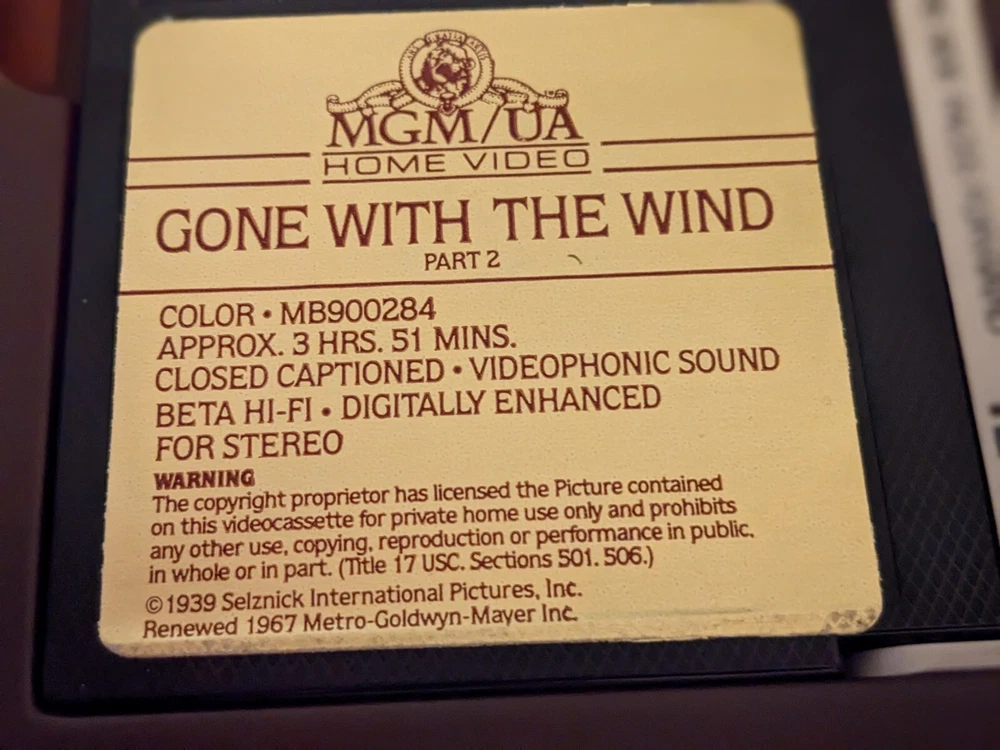 MGM/UA
HOME VIDEO
GONE WITH THE WIND
PART 2
COLOR • MB900284
APPROX. 3 HRS. 51 MINS.
CLOSED CAPTIONED • VIDEOPHONIC SOUND
BETA HI-FI • DIGITALLY ENHANCED
FOR STEREO
WARNING
The copyright proprietor has licensed the Picture contained
on this videocassette for private home use only and prohibits
any other use, copying, reproduction or performance in public,
in whole or in part. (Title 17 USC. Sections 501. 506.)
©1939 Selznick International Pictures, Inc.
Renewed 1967 Metro-Goldwyn-Mayer Inc.